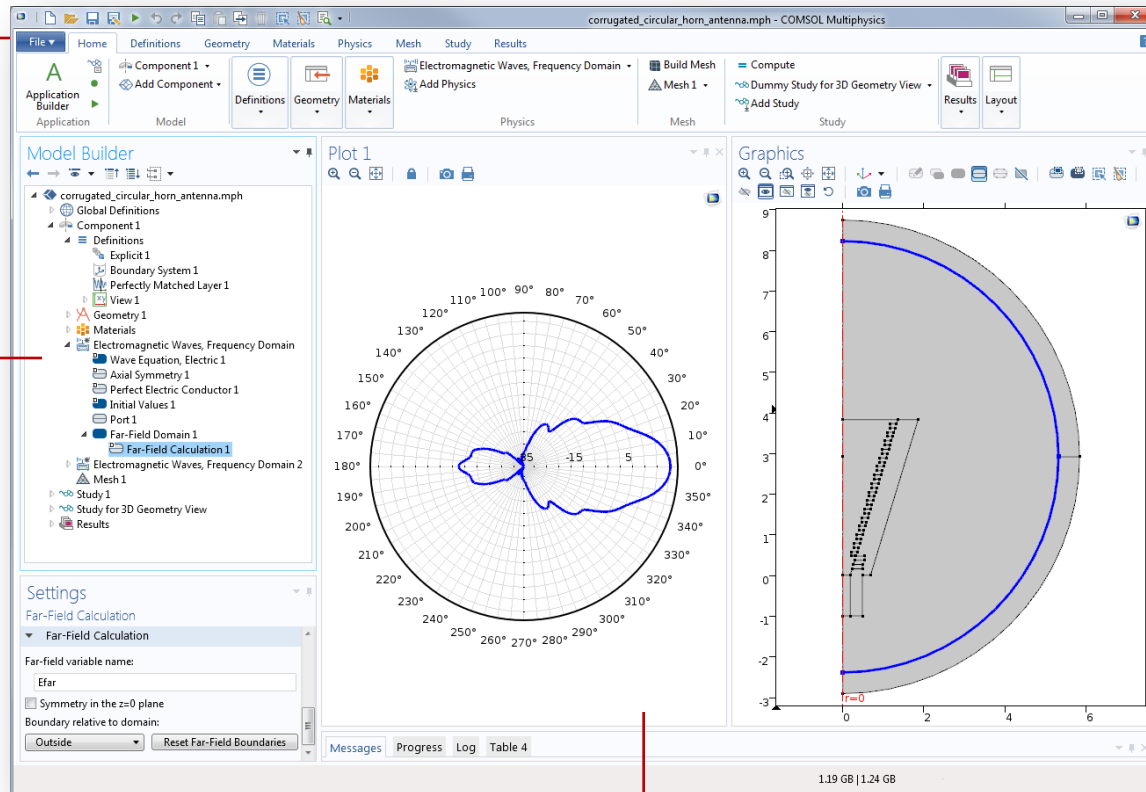 corrugated_circular_horn_antenna.mph - COMSOL Multiphysics
File Home Definitions Geometry Materials Physics Mesh Study Results
Application Builder
Component 1
Add Component
Definitions
Geometry
Materials
Electromagnetic Waves, Frequency Domain
Add Physics
Build Mesh
Mesh 1
Compute
Dummy Study for 3D Geometry View
Add Study
Results
Layout
Application Model Physics Mesh Study
Model Builder
corrugated_circular_horn_antenna.mph
Global Definitions
Component 1
Definitions
Explicit 1
Boundary System 1
Perfectly Matched Layer 1
View 1
Geometry 1
Materials
Electromagnetic Waves, Frequency Domain
Wave Equation, Electric 1
Axial Symmetry 1
Perfect Electric Conductor 1
Initial Values 1
Port 1
Far-Field Domain 1
Far-Field Calculation 1
Electromagnetic Waves, Frequency Domain 2
Mesh 1
Study 1
Study for 3D Geometry View
Results
Settings
Far-Field Calculation
Far-Field Calculation
Far-field variable name:
Efar
Symmetry in the z=0 plane
Boundary relative to domain:
Outside
Reset Far-Field Boundaries
Plot 1
0°
10°
20°
30°
40°
50°
60°
70°
80°
90°
100°
110°
120°
130°
140°
150°
160°
170°
180°
190°
200°
210°
220°
230°
240°
250°
260°
270°
280°
290°
300°
310°
320°
330°
340°
350°
-15
5
Graphics
9
8
7
6
5
4
3
2
1
0
-1
-2
-3
r=0
0 2 4 6
Messages Progress Log Table 4
1.19 GB | 1.24 GB